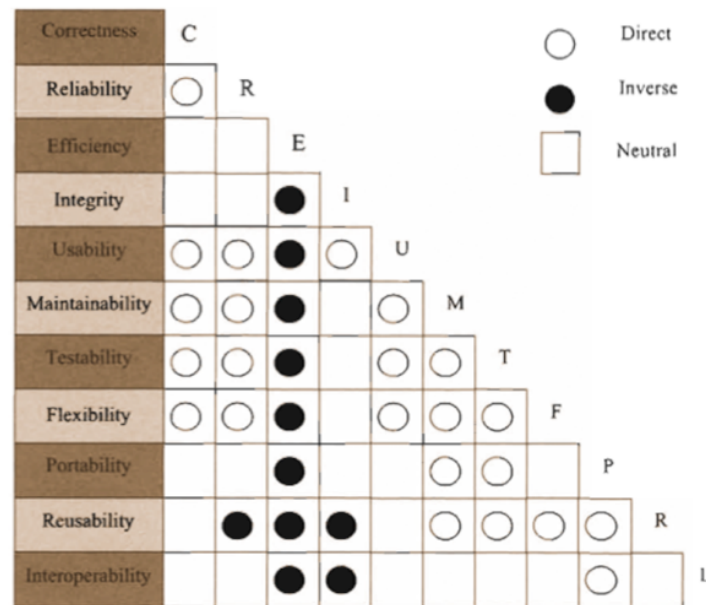 Correctness C Direct
Reliability R Inverse
Efficiency E Neutral
Integrity I
Usability U
Maintainability M
Testability T
Flexibility F
Portability P
Reusability R
Interoperability I